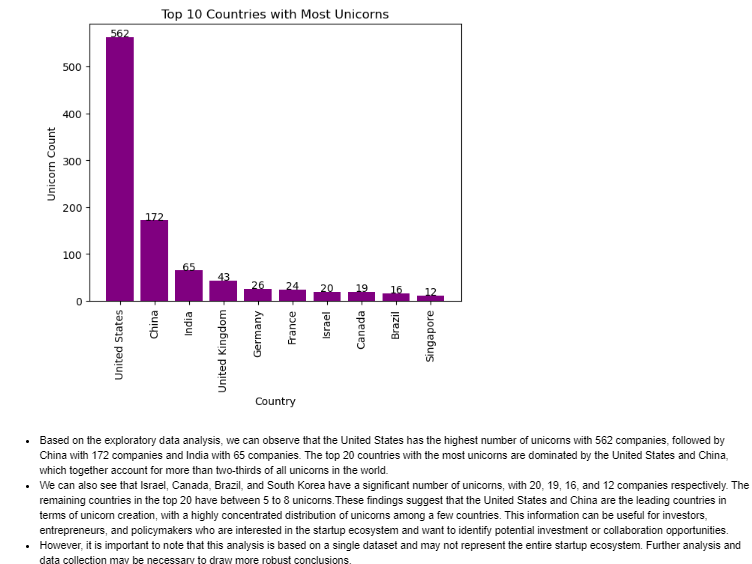 Top 10 Countries with Most Unicorns
562
172
65
43
26
24
20
19
16
12
500
400
300
200
100
0
Unicorn Count
United States
China
India
United Kingdom
Germany
France
Israel
Canada
Brazil
Singapore
Country
• Based on the exploratory data analysis, we can observe that the United States has the highest number of unicorns with 562 companies, followed by
China with 172 companies and India with 65 companies. The top 20 countries with the most unicorns are dominated by the United States and China,
which together account for more than two-thirds of all unicorns in the world.
• We can also see that Israel, Canada, Brazil, and South Korea have a significant number of unicorns, with 20, 19, 16, and 12 companies respectively. The
remaining countries in the top 20 have between 5 to 8 unicorns.These findings suggest that the United States and China are the leading countries in
terms of unicorn creation, with a highly concentrated distribution of unicorns among a few countries. This information can be useful for investors,
entrepreneurs, and policymakers who are interested in the startup ecosystem and want to identify potential investment or collaboration opportunities.
• However, it is important to note that this analysis is based on a single dataset and may not represent the entire startup ecosystem. Further analysis and
data collection may be necessary to draw more robust conclusions.